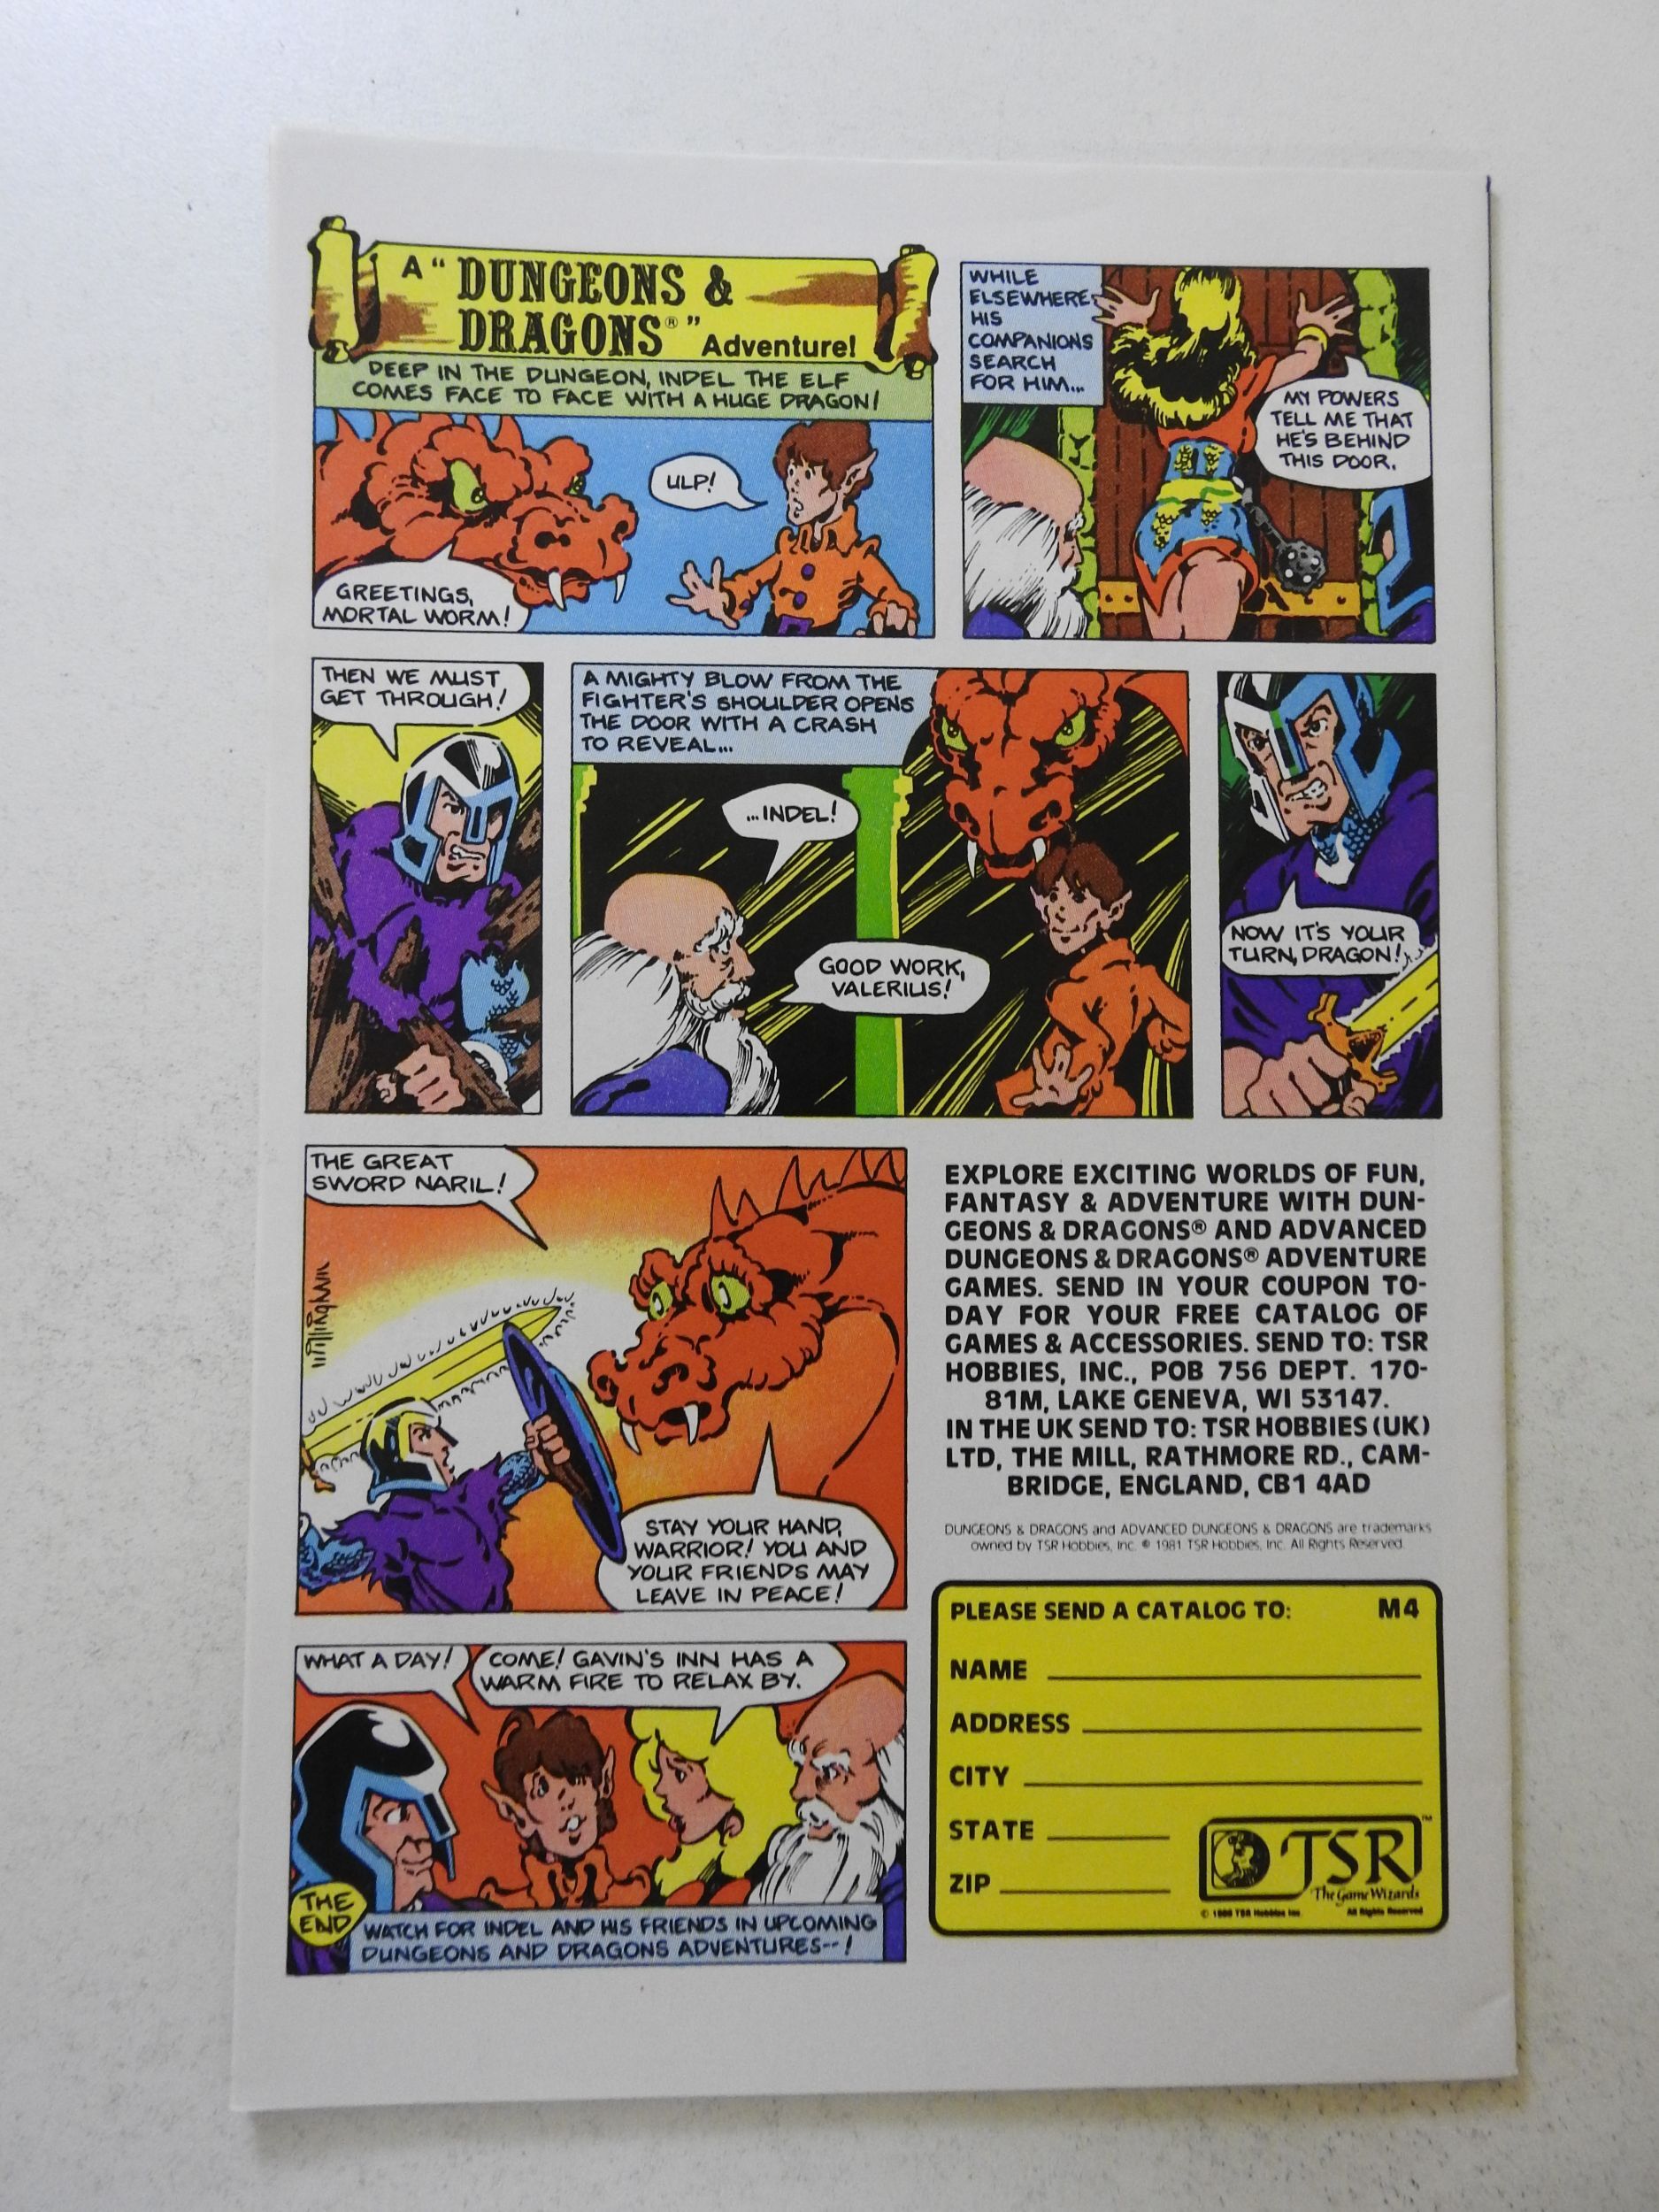 A "DUNGEONS &
DRAGONS®"
Adventure!
DEEP IN THE DUNGEON, INDEL THE ELF
COMES FACE TO FACE WITH A HUGE DRAGON!
ULP!
GREETINGS,
MORTAL WORM!
WHILE
ELSEWHERE
HIS
COMPANIONS
SEARCH
FOR HIM...
MY POWERS
TELL ME THAT
HE'S BEHIND
THIS DOOR.
THEN WE MUST
GET THROUGH!
A MIGHTY BLOW FROM THE
FIGHTER'S SHOULDER OPENS
THE DOOR WITH A CRASH
TO REVEAL...
...INDEL!
GOOD WORK,
VALERIUS!
NOW IT'S YOUR
TURN, DRAGON!
THE GREAT
SWORD NARIL!
Willingham
STAY YOUR HAND,
WARRIOR! YOU AND
YOUR FRIENDS MAY
LEAVE IN PEACE!
WHAT A DAY!
COME! GAVIN'S INN HAS A
WARM FIRE TO RELAX BY.
THE
END
WATCH FOR INDEL AND HIS FRIENDS IN UPCOMING
DUNGEONS AND DRAGONS ADVENTURES--!
EXPLORE EXCITING WORLDS OF FUN,
FANTASY & ADVENTURE WITH DUN-
GEONS & DRAGONS® AND ADVANCED
DUNGEONS & DRAGONS® ADVENTURE
GAMES. SEND IN YOUR COUPON TO-
DAY FOR YOUR FREE CATALOG OF
GAMES & ACCESSORIES. SEND TO: TSR
HOBBIES, INC., POB 756 DEPT. 170-
81M, LAKE GENEVA, WI 53147.
IN THE UK SEND TO: TSR HOBBIES (UK)
LTD, THE MILL, RATHMORE RD., CAM-
BRIDGE, ENGLAND, CB1 4AD
DUNGEONS & DRAGONS and ADVANCED DUNGEONS & DRAGONS are trademarks
owned by TSR Hobbies, Inc. © 1981 TSR Hobbies, Inc. All Rights Reserved.
PLEASE SEND A CATALOG TO: M4
NAME
ADDRESS
CITY
STATE
ZIP
TSR™
The Game Wizards
© 1980 TSR Hobbies Inc. All Rights Reserved